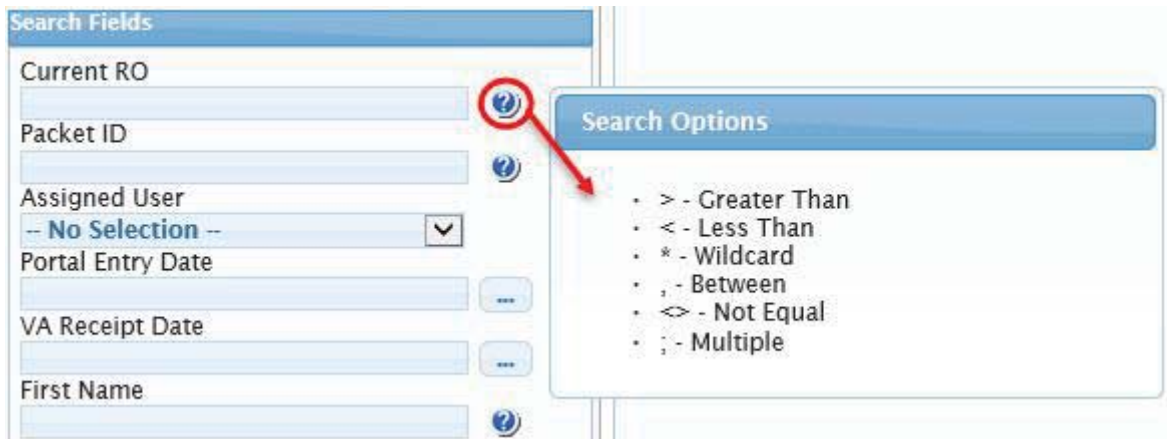 Search Fields
Current RO
Packet ID
Assigned User
-- No Selection --
Portal Entry Date
...
VA Receipt Date
...
First Name
Search Options
· > - Greater Than
· < - Less Than
· * - Wildcard
· , - Between
· <> - Not Equal
· ; - Multiple